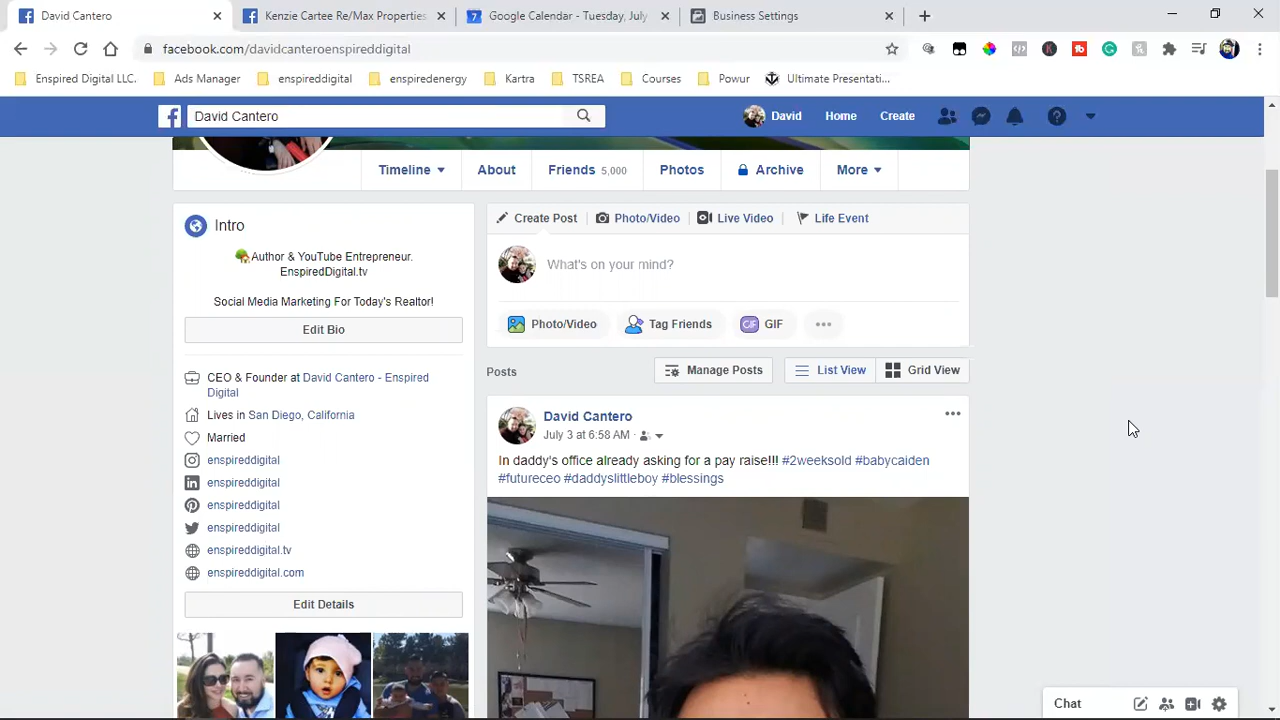 David Cantero
Kenzie Cartee Re/Max Properties
Google Calendar - Tuesday, July
Business Settings
facebook.com/davidcanteroenspireddigital
Enspired Digital LLC.
Ads Manager
enspireddigital
enspiredenergy
Kartra
TSREA
Courses
Powur
Ultimate Presentati...
David Cantero
David
Home
Create
Timeline
About
Friends 5,000
Photos
Archive
More
Intro
Author & YouTube Entrepreneur.
EnspiredDigital.tv
Social Media Marketing For Today's Realtor!
Edit Bio
CEO & Founder at David Cantero - Enspired
Digital
Lives in San Diego, California
Married
enspireddigital
enspireddigital
enspireddigital
enspireddigital
enspireddigital.tv
enspireddigital.com
Edit Details
Create Post
Photo/Video
Live Video
Life Event
What's on your mind?
Photo/Video
Tag Friends
GIF
Posts
Manage Posts
List View
Grid View
David Cantero
July 3 at 6:58 AM ·
In daddy's office already asking for a pay raise!!! #2weeksold #babycaiden
#futureceo #daddyslittleboy #blessings
Chat